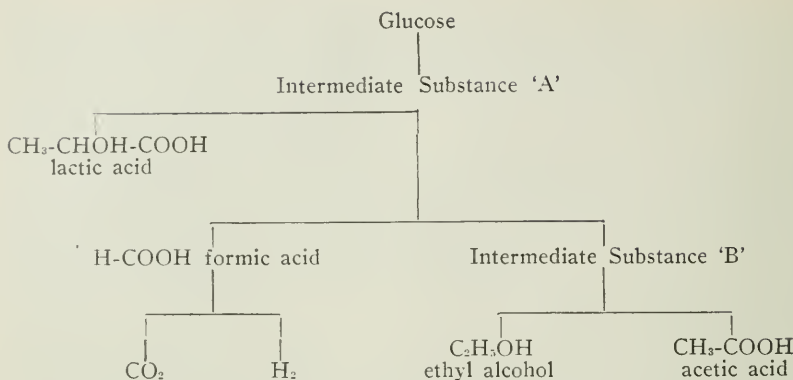 Glucose
Intermediate Substance ‘A’
CH₃-CHOH-COOH
lactic acid
H-COOH formic acid
Intermediate Substance ‘B’
CO₂
H₂
C₂H₅OH
ethyl alcohol
CH₃-COOH
acetic acid